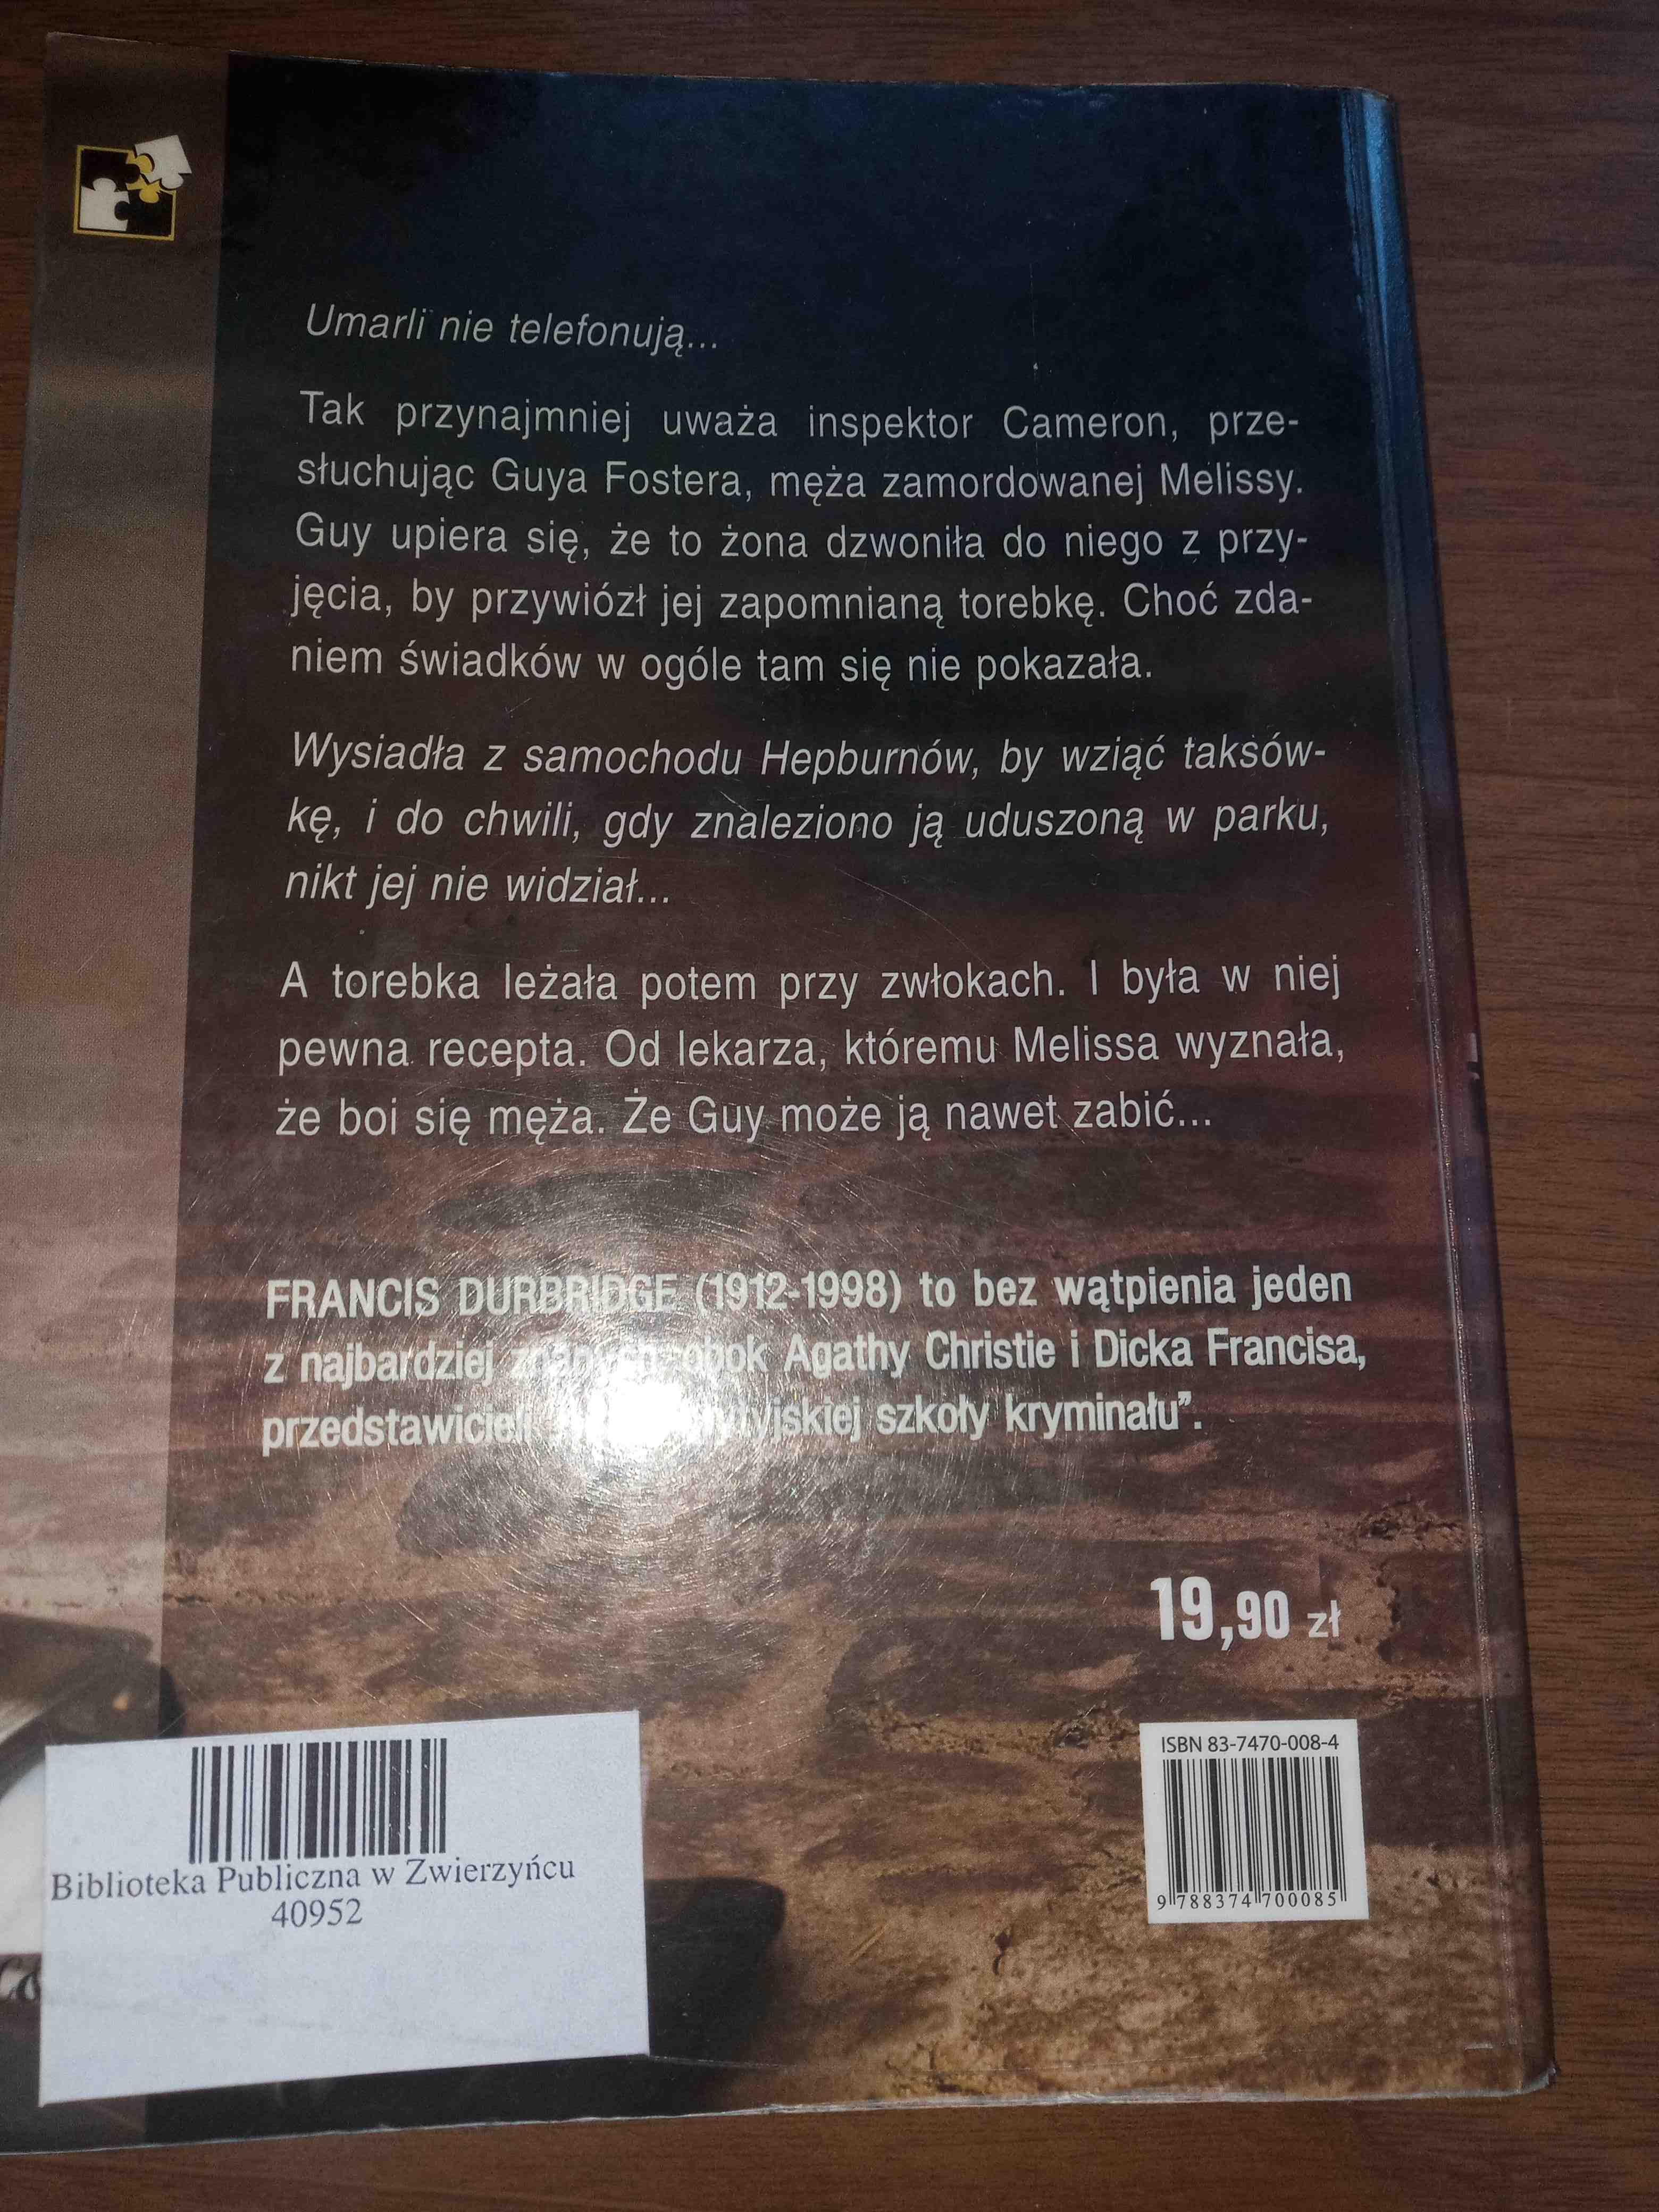 Umarli nie telefonują...
Tak przynajmniej uważa inspektor Cameron, prze-
słuchując Guya Fostera, męża zamordowanej Melissy.
Guy upiera się, że to żona dzwoniła do niego z przy-
jęcia, by przywiózł jej zapomnianą torebkę. Choć zda-
niem świadków w ogóle tam się nie pokazała.
Wysiadła z samochodu Hepburnów, by wziąć taksów-
kę, i do chwili, gdy znaleziono ją uduszoną w parku,
nikt jej nie widział...
A torebka leżała potem przy zwłokach. I była w niej
pewna recepta. Od lekarza, któremu Melissa wyznała,
że boi się męża. Że Guy może ją nawet zabić...
FRANCIS DURBRIDGE (1912-1998) to bez wątpienia jeden
z najbardziej obok Agathy Christie i Dicka Francisa,
przedstawicieli szkoły kryminału”.
19,90 zł
ISBN 83-7470-008-4
9 788374 700085
Biblioteka Publiczna w Zwierzyńcu
40952